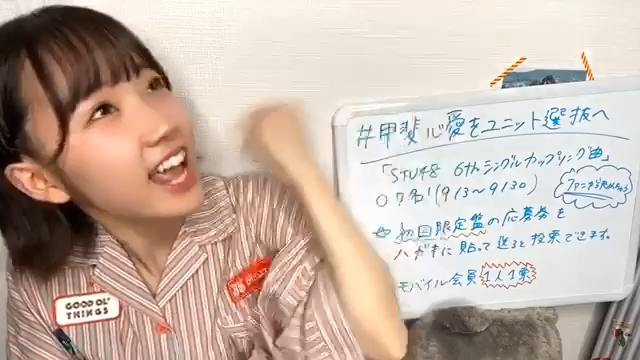 #甲斐心愛をユニット選抜へ
「STU48 6thシングルカップリング曲」
○7名!(9/3〜9/30)
初回限定盤の応募券を
ハガキに貼って送ると投票できます。
モバイル会員1人1票
GOOD OL'
THINGS